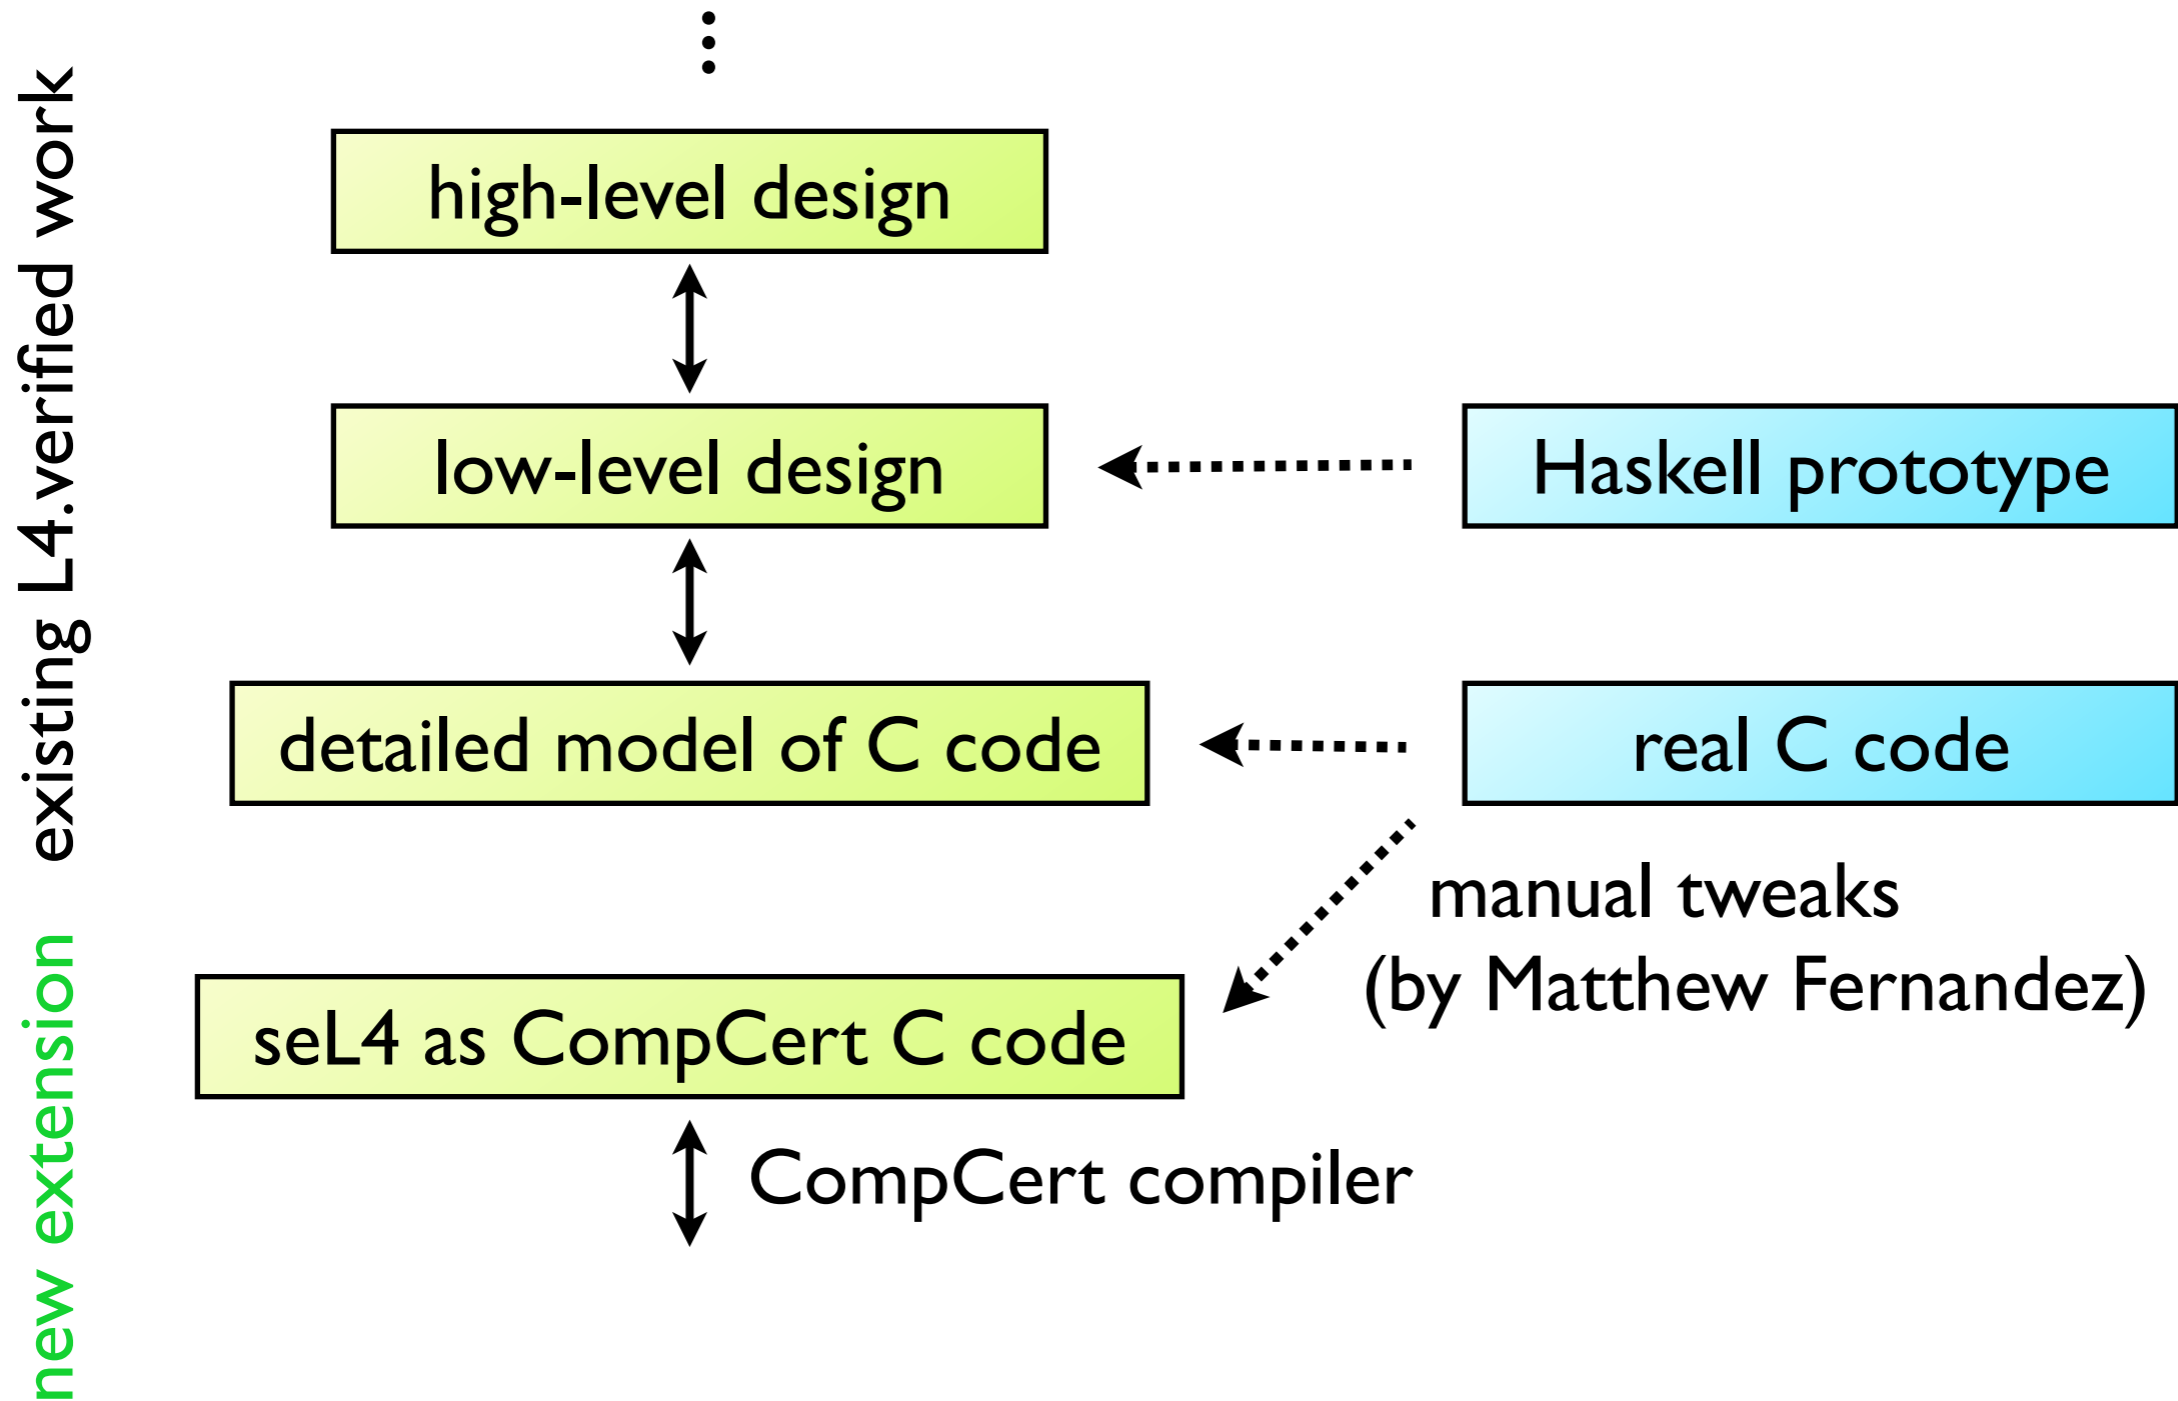 existing L4.verified work
new extension
high-level design
low-level design
Haskell prototype
detailed model of C code
real C code
manual tweaks
(by Matthew Fernandez)
seL4 as CompCert C code
CompCert compiler